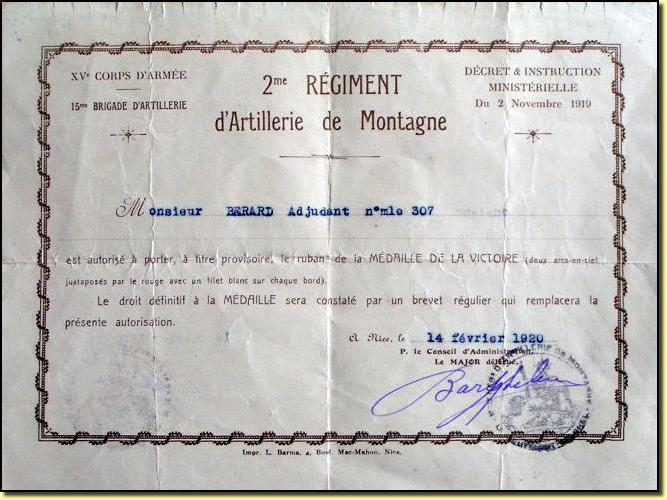 XVe CORPS D'ARMÉE
15me BRIGADE D'ARTILLERIE
2me RÉGIMENT
d'Artillerie de Montagne
DÉCRET & INSTRUCTION
MINISTÉRIELLE
Du 2 Novembre 1919
Monsieur BERARD Adjudant n°mle 307
est autorisé à porter, à titre provisoire, le ruban de la MÉDAILLE DE LA VICTOIRE (deux arcs-en-ciel
juxtaposés par le rouge avec un filet blanc sur chaque bord).
Le droit définitif à la MÉDAILLE sera constaté par un brevet régulier qui remplacera la
présente autorisation.
A Nice, le 14 février 1920
P. le Conseil d'Administration,
Le MAJOR délégué,
D'ARTILLERIE DE
Impr. L. Barma, 4, Boul. Mac-Mahon, Nice.